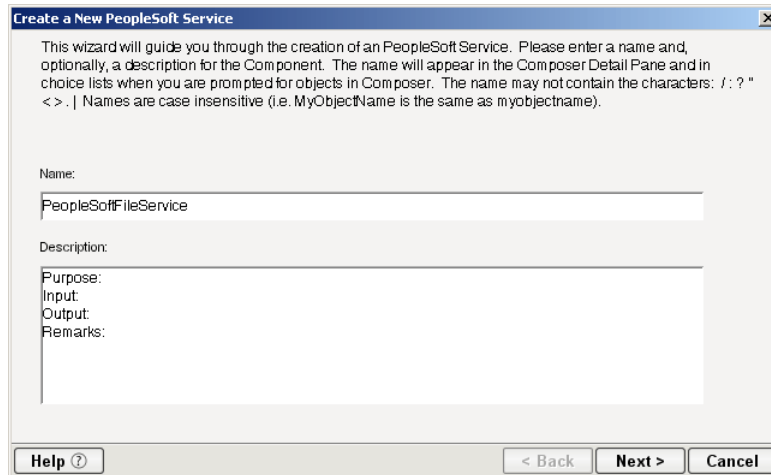 Create a New PeopleSoft Service
This wizard will guide you through the creation of an PeopleSoft Service. Please enter a name and,
optionally, a description for the Component. The name will appear in the Composer Detail Pane and in
choice lists when you are prompted for objects in Composer. The name may not contain the characters: / : ? "
< > . | Names are case insensitive (i.e. MyObjectName is the same as myobjectname).
Name:
PeopleSoftFileService
Description:
Purpose:
Input:
Output:
Remarks:
Help ?
< Back Next > Cancel